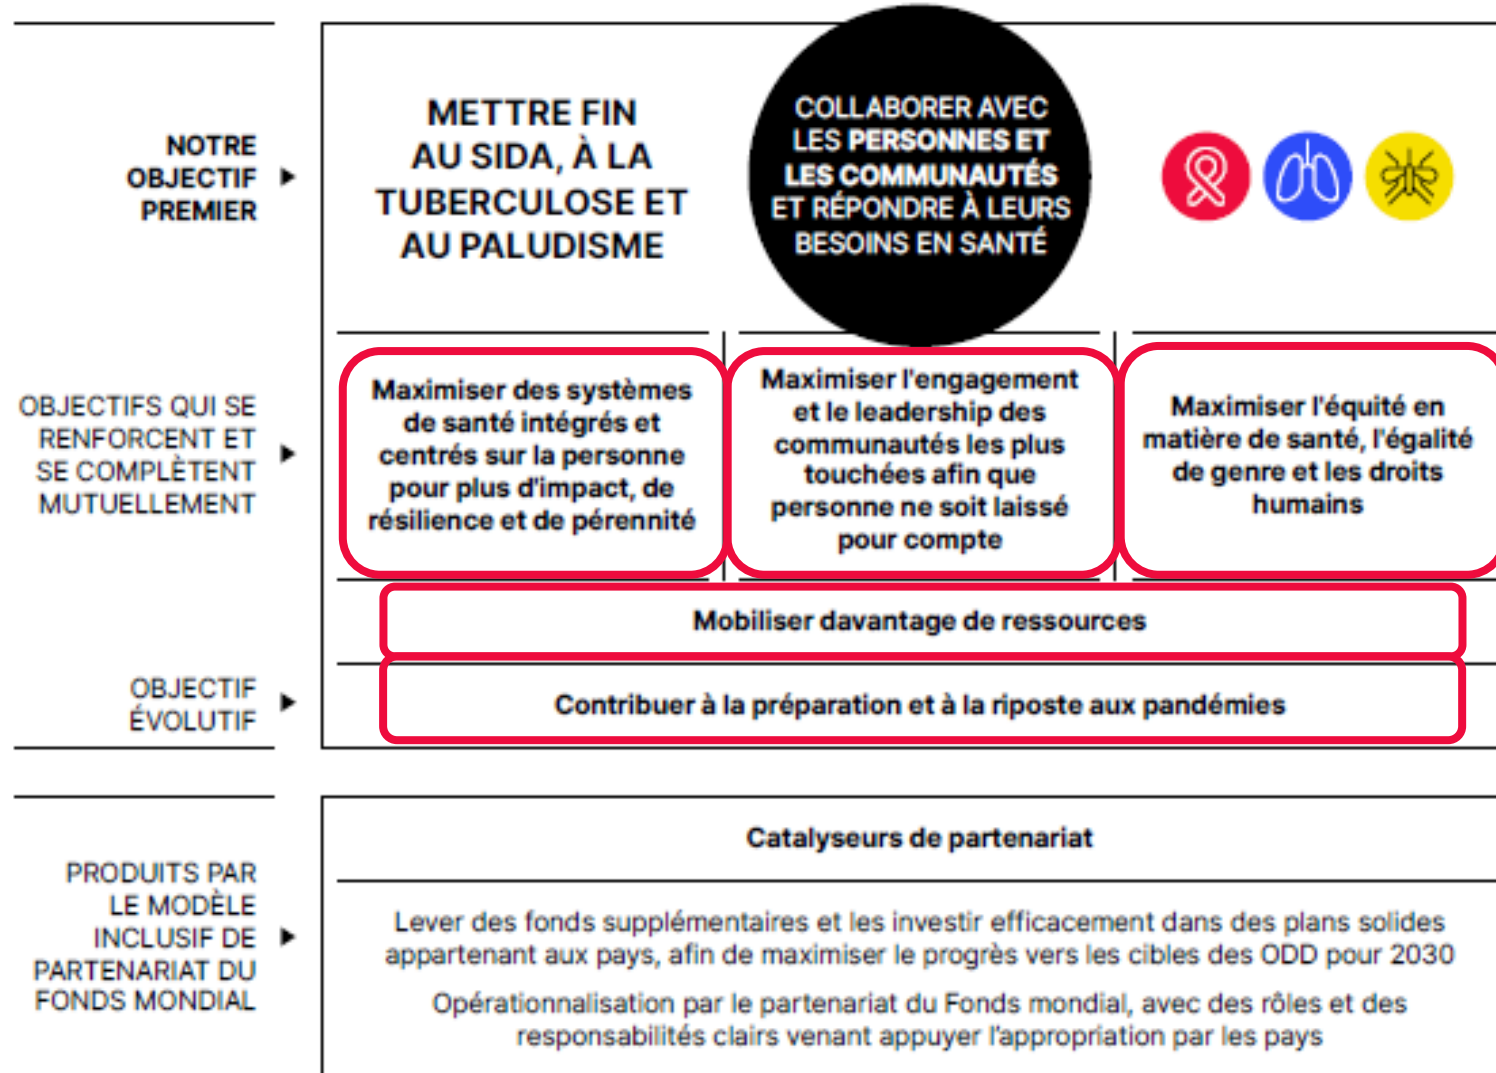 NOTRE
OBJECTIF
PREMIER
METTRE FIN
AU SIDA, À LA
TUBERCULOSE ET
AU PALUDISME
COLLABORER AVEC
LES PERSONNES ET
LES COMMUNAUTÉS
ET RÉPONDRE À LEURS
BESOINS EN SANTÉ
OBJECTIFS QUI SE
RENFORCENT ET
SE COMPLÈTENT
MUTUELLEMENT
Maximiser des systèmes
de santé intégrés et
centrés sur la personne
pour plus d'impact, de
résilience et de pérennité
Maximiser l'engagement
et le leadership des
communautés les plus
touchées afin que
personne ne soit laissé
pour compte
Maximiser l'équité en
matière de santé, l'égalité
de genre et les droits
humains
Mobiliser davantage de ressources
OBJECTIF
ÉVOLUTIF
Contribuer à la préparation et à la riposte aux pandémies
PRODUITS PAR
LE MODÈLE
INCLUSIF DE
PARTENARIAT DU
FONDS MONDIAL
Catalyseurs de partenariat
Lever des fonds supplémentaires et les investir efficacement dans des plans solides
appartenant aux pays, afin de maximiser le progrès vers les cibles des ODD pour 2030
Opérationnalisation par le partenariat du Fonds mondial, avec des rôles et des
responsabilités clairs venant appuyer l'appropriation par les pays